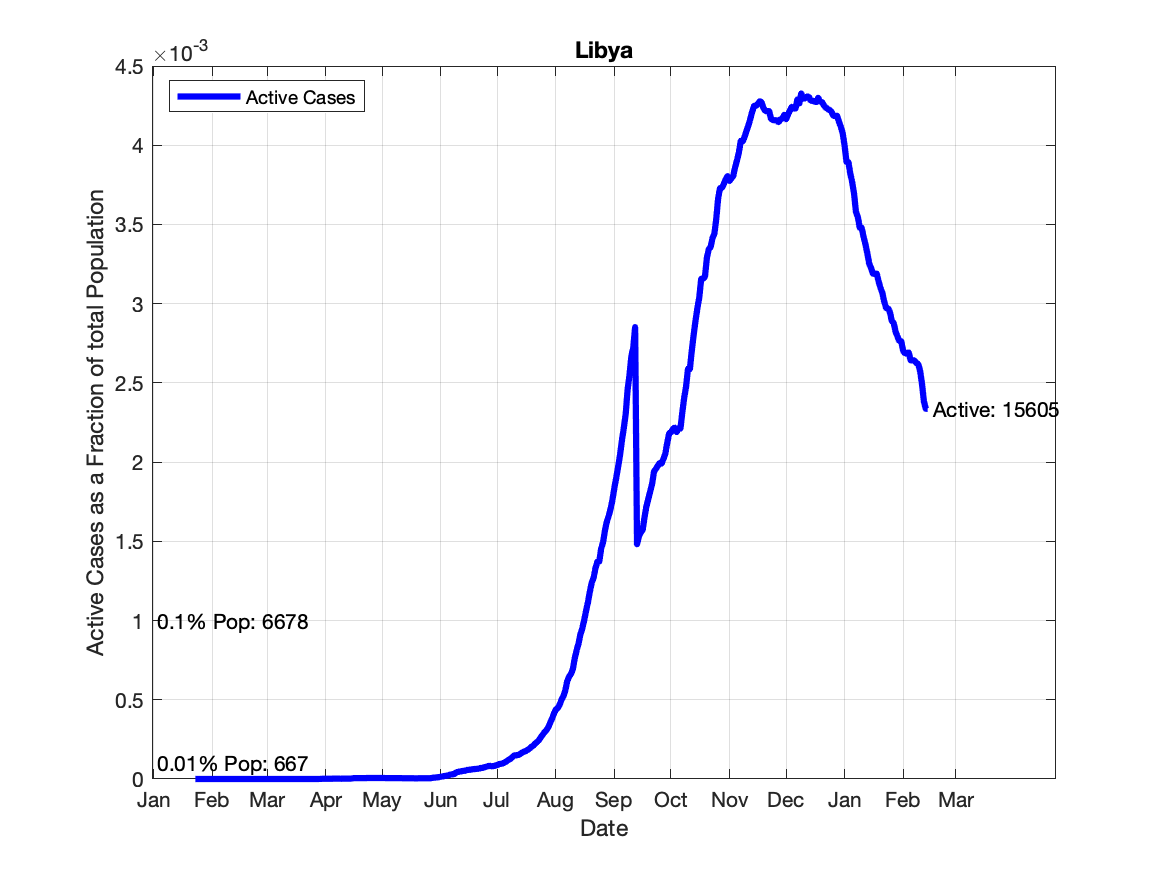 Libya
×10-3
Active Cases
4.5
4
3.5
3
2.5
2
1.5
1
0.5
0
Active Cases as a Fraction of total Population
Active: 15605
0.1% Pop: 6678
0.01% Pop: 667
Jan Feb Mar Apr May Jun Jul Aug Sep Oct Nov Dec Jan Feb Mar
Date